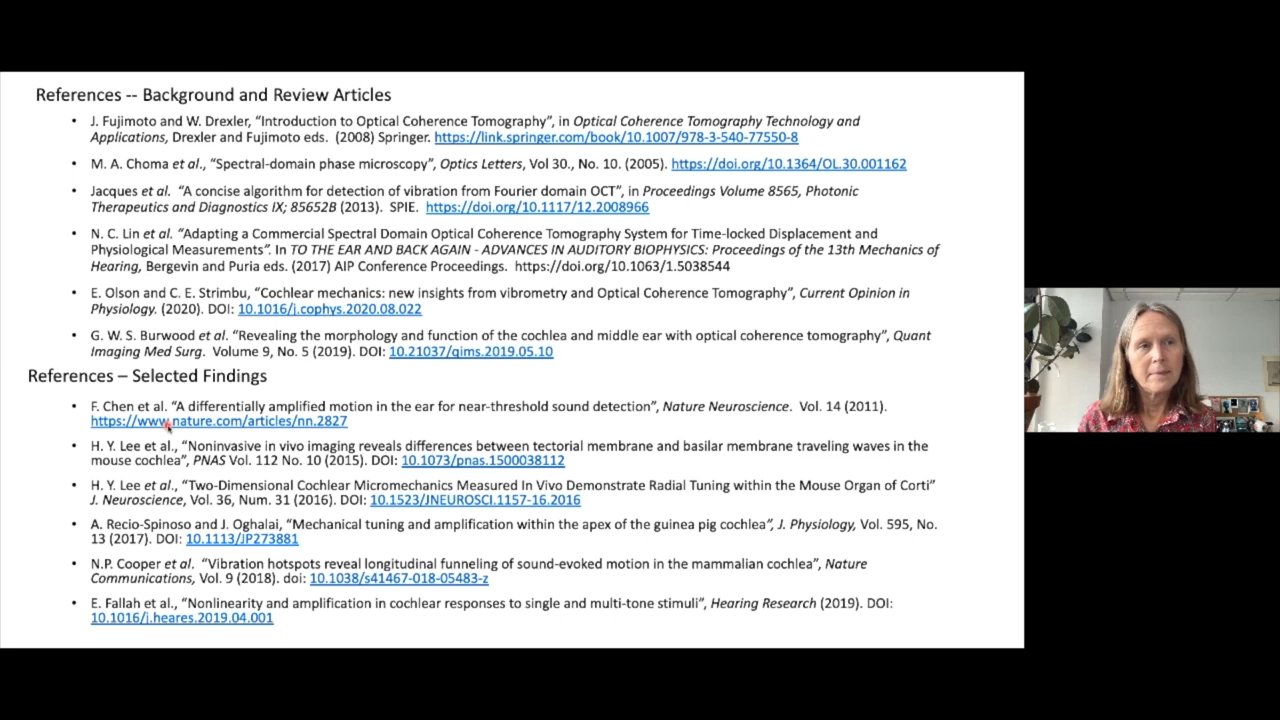 References -- Background and Review Articles
• J. Fujimoto and W. Drexler, “Introduction to Optical Coherence Tomography”, in Optical Coherence Tomography Technology and
Applications, Drexler and Fujimoto eds. (2008) Springer. https://link.springer.com/book/10.1007/978-3-540-77550-8
• M. A. Choma et al., “Spectral-domain phase microscopy”, Optics Letters, Vol 30., No. 10. (2005). https://doi.org/10.1364/OL.30.001162
• Jacques et al. “A concise algorithm for detection of vibration from Fourier domain OCT”, in Proceedings Volume 8565, Photonic
Therapeutics and Diagnostics IX; 85652B (2013). SPIE. https://doi.org/10.1117/12.2008966
• N. C. Lin et al. “Adapting a Commercial Spectral Domain Optical Coherence Tomography System for Time-locked Displacement and
Physiological Measurements”. In TO THE EAR AND BACK AGAIN - ADVANCES IN AUDITORY BIOPHYSICS: Proceedings of the 13th Mechanics of
Hearing, Bergevin and Puria eds. (2017) AIP Conference Proceedings. https://doi.org/10.1063/1.5038544
• E. Olson and C. E. Strimbu, “Cochlear mechanics: new insights from vibrometry and Optical Coherence Tomography”, Current Opinion in
Physiology. (2020). DOI: 10.1016/j.cophys.2020.08.022
• G. W. S. Burwood et al. “Revealing the morphology and function of the cochlea and middle ear with optical coherence tomography”, Quant
Imaging Med Surg. Volume 9, No. 5 (2019). DOI: 10.21037/qims.2019.05.10
References – Selected Findings
• F. Chen et al. “A differentially amplified motion in the ear for near-threshold sound detection”, Nature Neuroscience. Vol. 14 (2011).
https://www.nature.com/articles/nn.2827
• H. Y. Lee et al., “Noninvasive in vivo imaging reveals differences between tectorial membrane and basilar membrane traveling waves in the
mouse cochlea”, PNAS Vol. 112 No. 10 (2015). DOI: 10.1073/pnas.1500038112
• H. Y. Lee et al., “Two-Dimensional Cochlear Micromechanics Measured In Vivo Demonstrate Radial Tuning within the Mouse Organ of Corti”
J. Neuroscience, Vol. 36, Num. 31 (2016). DOI: 10.1523/JNEUROSCI.1157-16.2016
• A. Recio-Spinoso and J. Oghalai, “Mechanical tuning and amplification within the apex of the guinea pig cochlea”, J. Physiology, Vol. 595, No.
13 (2017). DOI: 10.1113/JP273881
• N.P. Cooper et al. “Vibration hotspots reveal longitudinal funneling of sound-evoked motion in the mammalian cochlea”, Nature
Communications, Vol. 9 (2018). doi: 10.1038/s41467-018-05483-z
• E. Fallah et al., “Nonlinearity and amplification in cochlear responses to single and multi-tone stimuli”, Hearing Research (2019). DOI:
10.1016/j.heares.2019.04.001